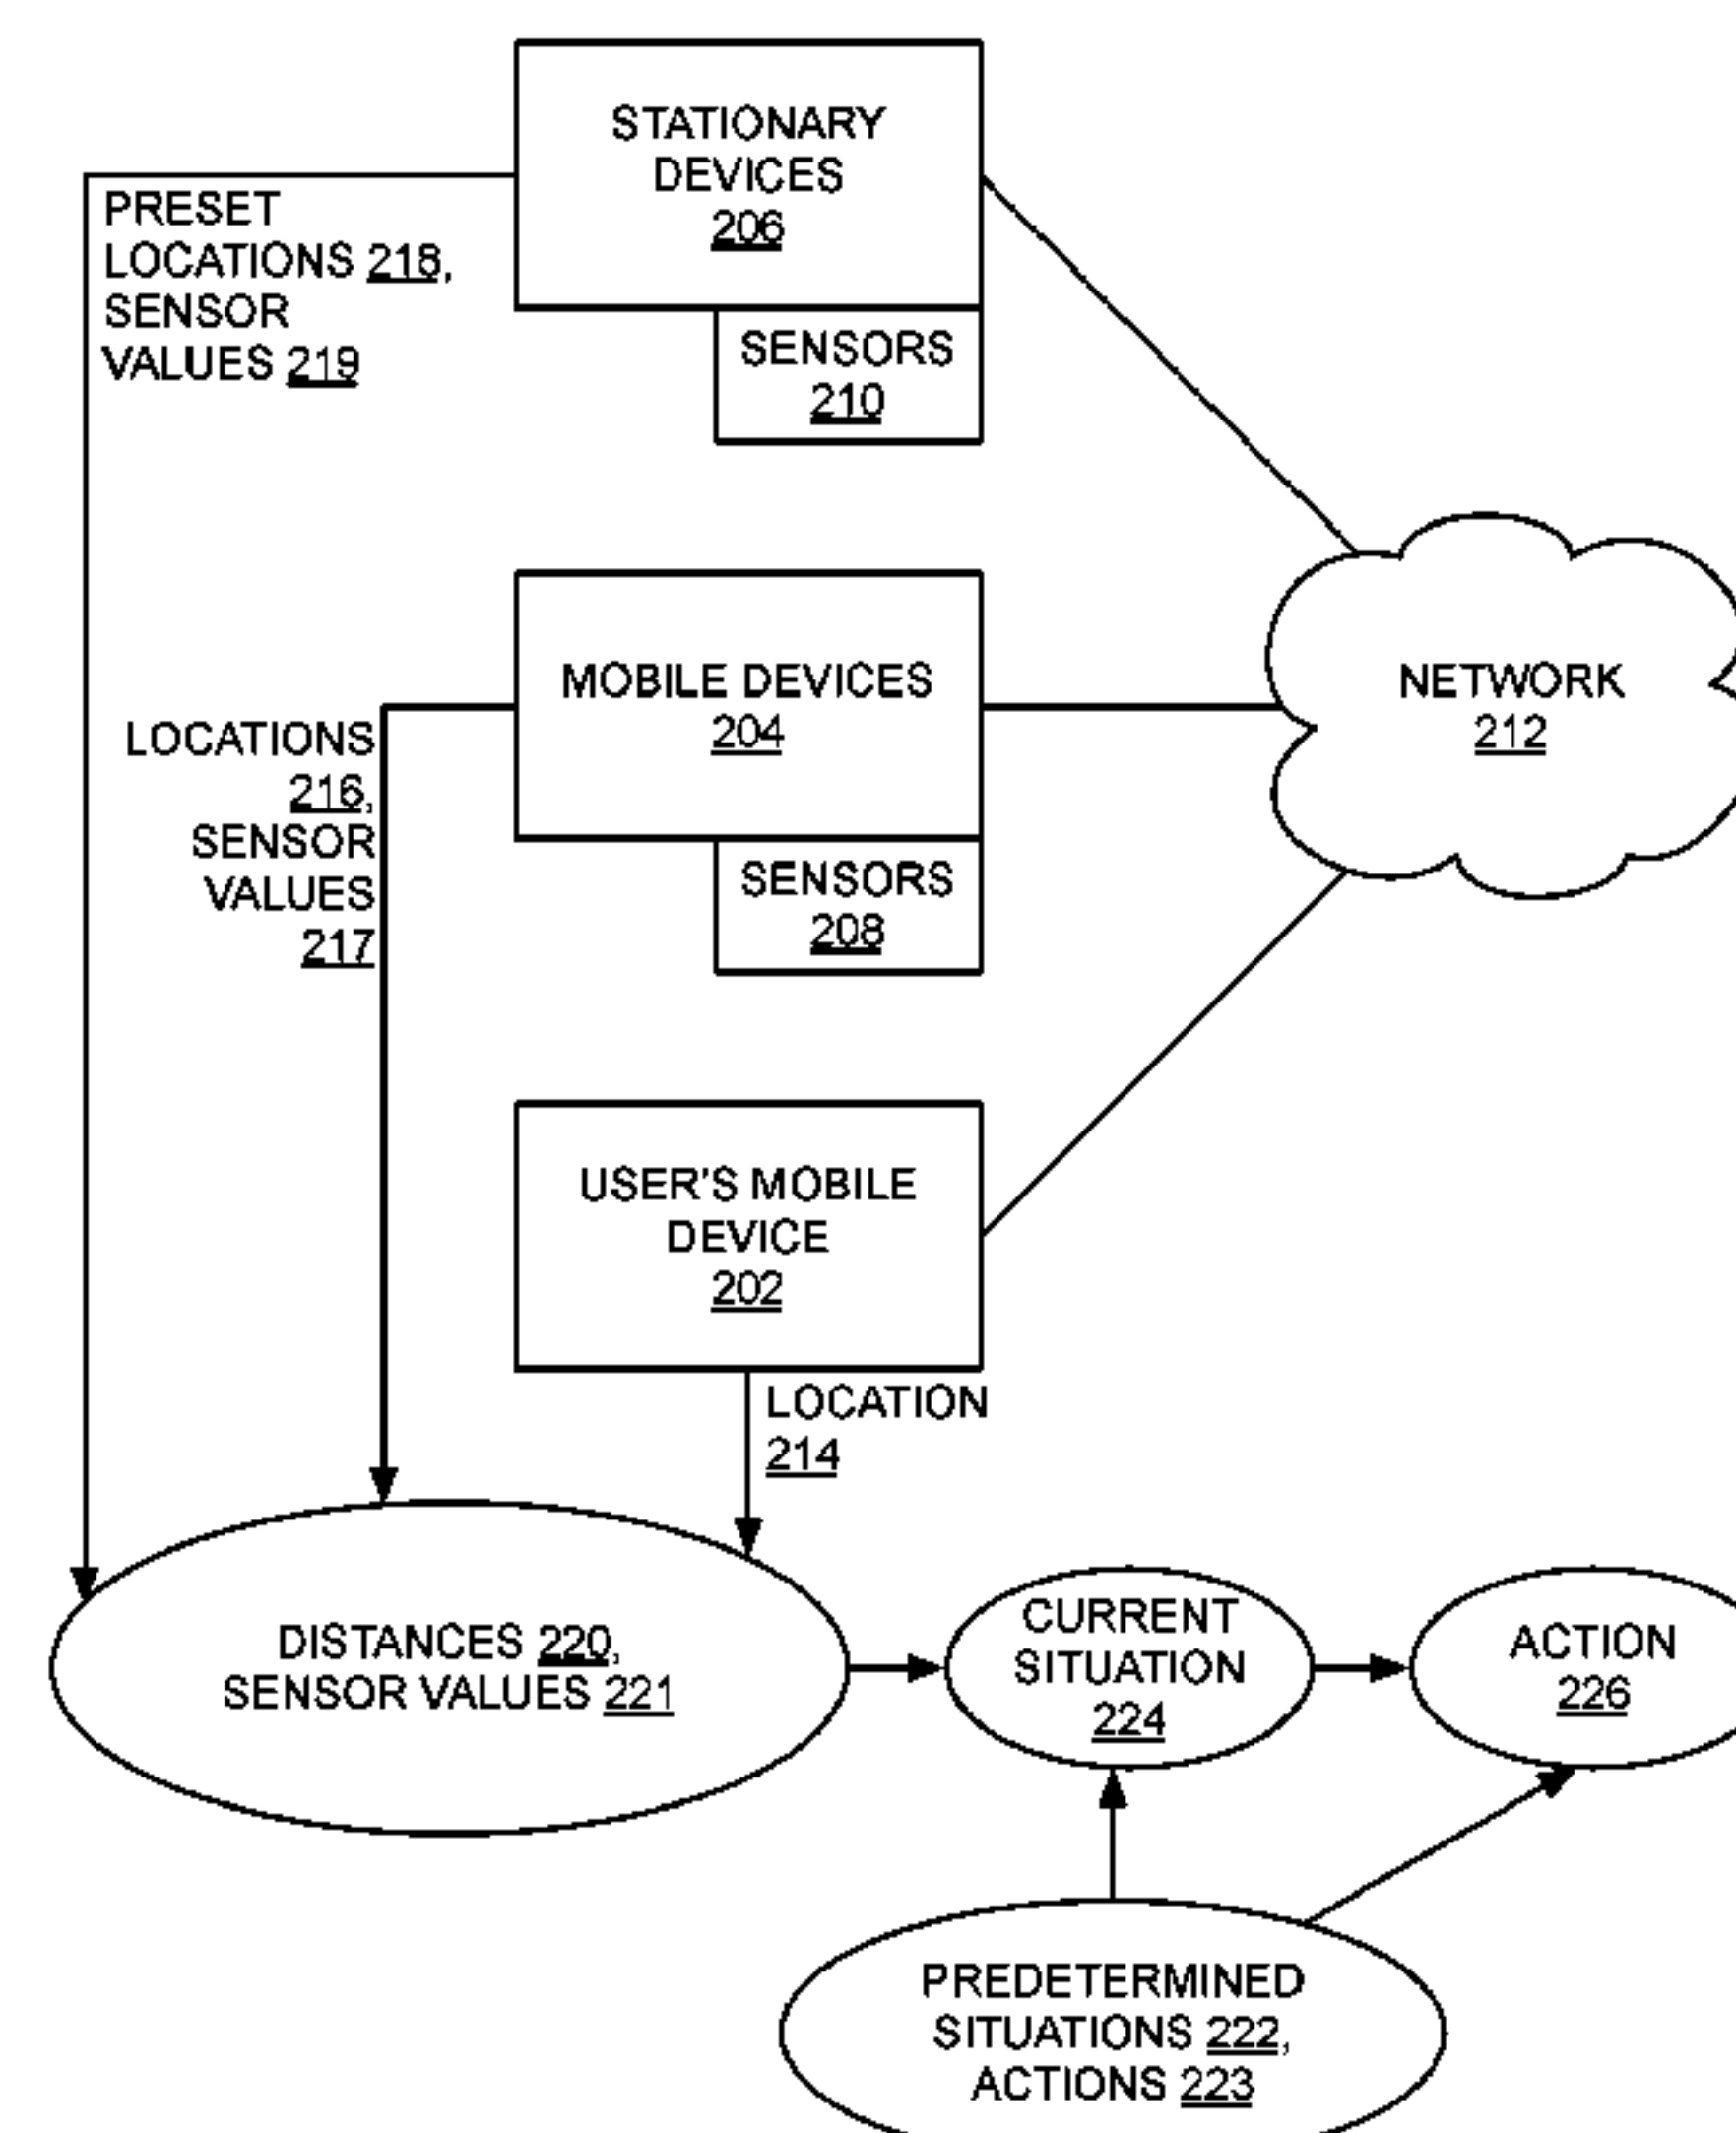 STATIONARY
DEVICES
206
PRESET
LOCATIONS 218,
SENSOR
VALUES 219
SENSORS
210
MOBILE DEVICES
204
NETWORK
212
LOCATIONS
216,
SENSOR
VALUES
217
SENSORS
208
USER'S MOBILE
DEVICE
202
LOCATION
214
DISTANCES 220,
SENSOR VALUES 221
CURRENT
SITUATION
224
ACTION
226
PREDETERMINED
SITUATIONS 222,
ACTIONS 223